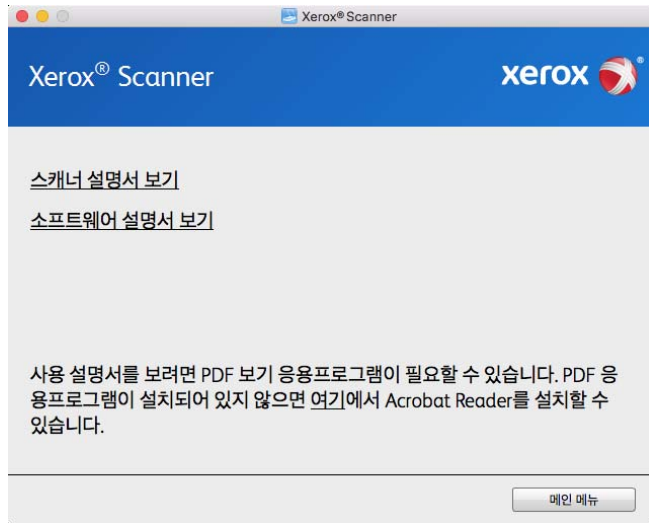 Xerox® Scanner
Xerox® Scanner
xerox
스캐너 설명서 보기
소프트웨어 설명서 보기
사용 설명서를 보려면 PDF 보기 응용프로그램이 필요할 수 있습니다. PDF 응
용프로그램이 설치되어 있지 않으면 여기에서 Acrobat Reader를 설치할 수
있습니다.
메인 메뉴